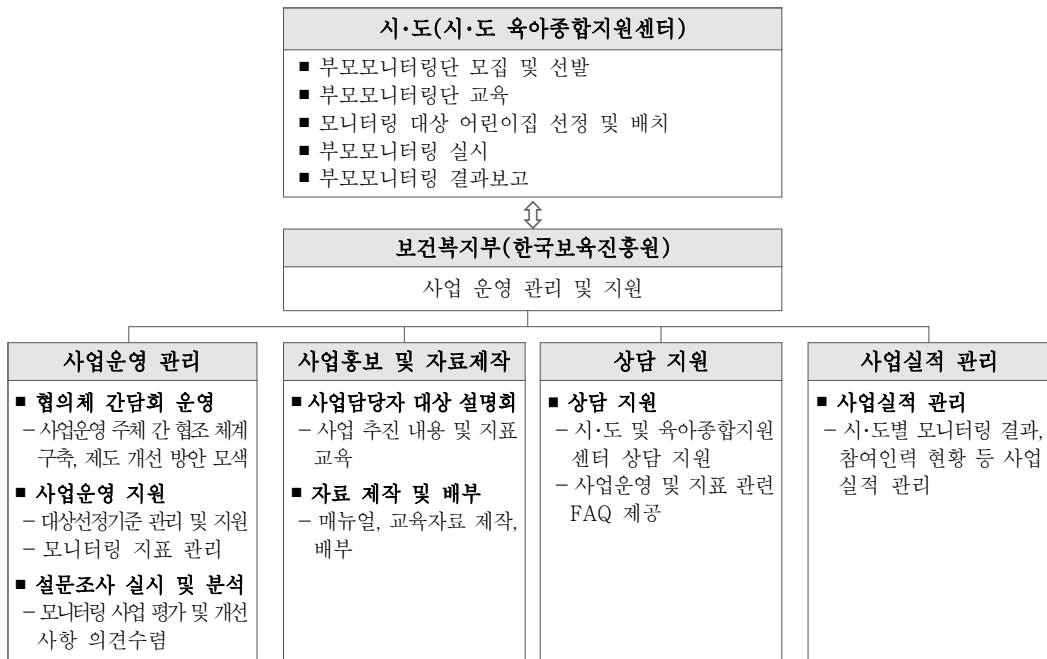 시·도(시·도 육아종합지원센터)
■ 부모모니터링단 모집 및 선발
■ 부모모니터링단 교육
■ 모니터링 대상 어린이집 선정 및 배치
■ 부모모니터링 실시
■ 부모모니터링 결과보고
보건복지부(한국보육진흥원)
사업 운영 관리 및 지원
사업운영 관리
■ 협의체 간담회 운영
– 사업운영 주체 간 협조 체계
구축, 제도 개선 방안 모색
■ 사업운영 지원
– 대상선정기준 관리 및 지원
– 모니터링 지표 관리
■ 설문조사 실시 및 분석
– 모니터링 사업 평가 및 개선
사항 의견수렴
사업홍보 및 자료제작
■ 사업담당자 대상 설명회
– 사업 추진 내용 및 지표
교육
■ 자료 제작 및 배부
– 매뉴얼, 교육자료 제작,
배부
상담 지원
■ 상담 지원
– 시·도 및 육아종합지원
센터 상담 지원
– 사업운영 및 지표 관련
FAQ 제공
사업실적 관리
■ 사업실적 관리
– 시·도별 모니터링 결과,
참여인력 현황 등 사업
실적 관리